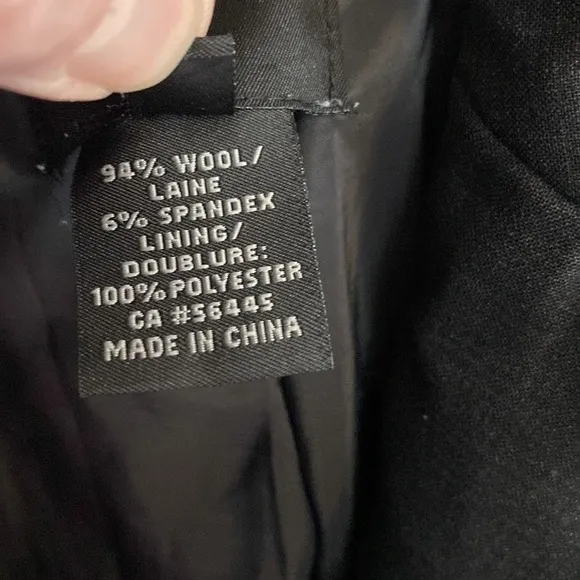 94% WOOL/
LAINE
6% SPANDEX
LINING/
DOUBLURE:
100% POLYESTER
CA #56445
MADE IN CHINA